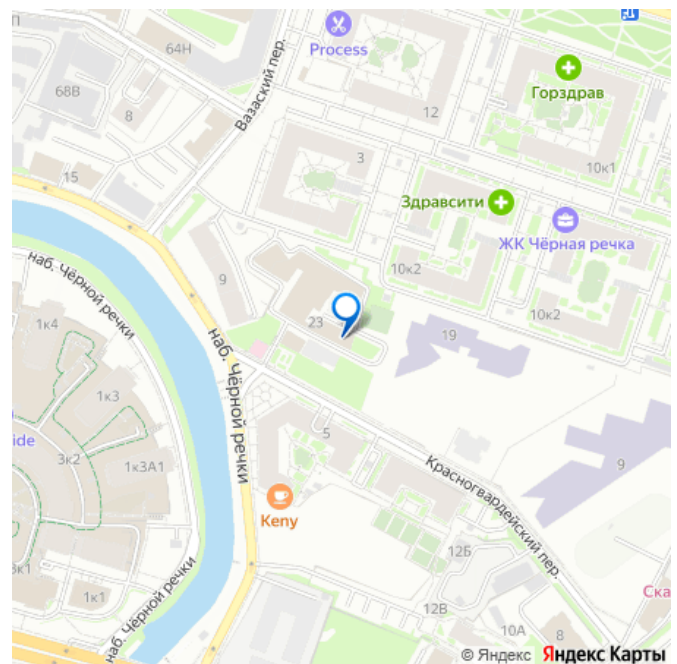 П
64Н
Process
Горздрав
68В
8
Вазаский пер.
12
3
10к1
15
Здравсити
ЖК Чёрная речка
наб. Чёрной речки
9
10к2
1к4
23
19
10к2
наб. Чёрной речки
1к3
ide
3к2
1к3А1
5
Красногвардейский пер.
9
Keny
12Б
3к1
1к1
наб. Чёрной речки
12В
10А
8
Ска
© Яндекс Яндекс Карты